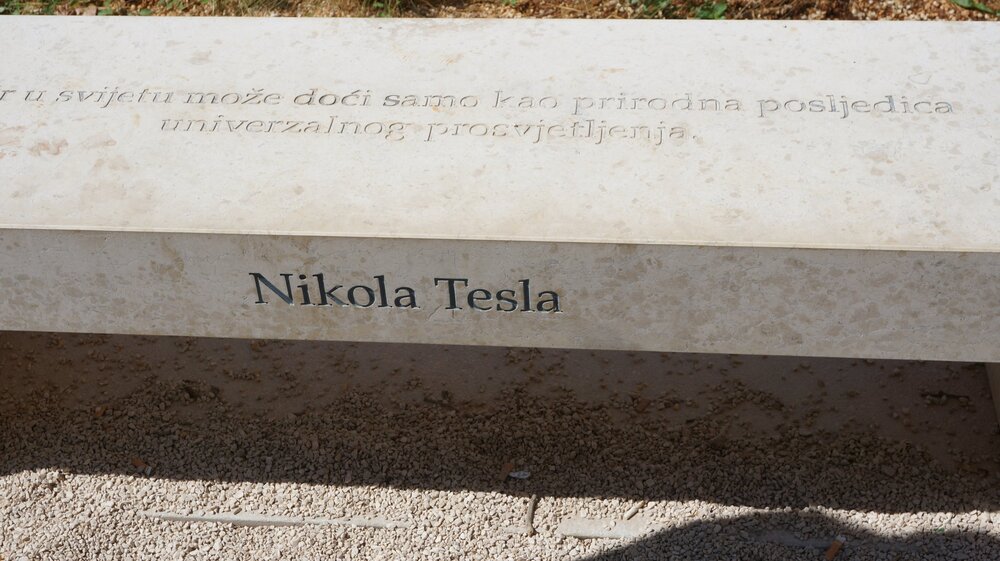 r u svijetu može doći samo kao prirodna posljedica
univerzalnog prosvjetljenja.
Nikola Tesla